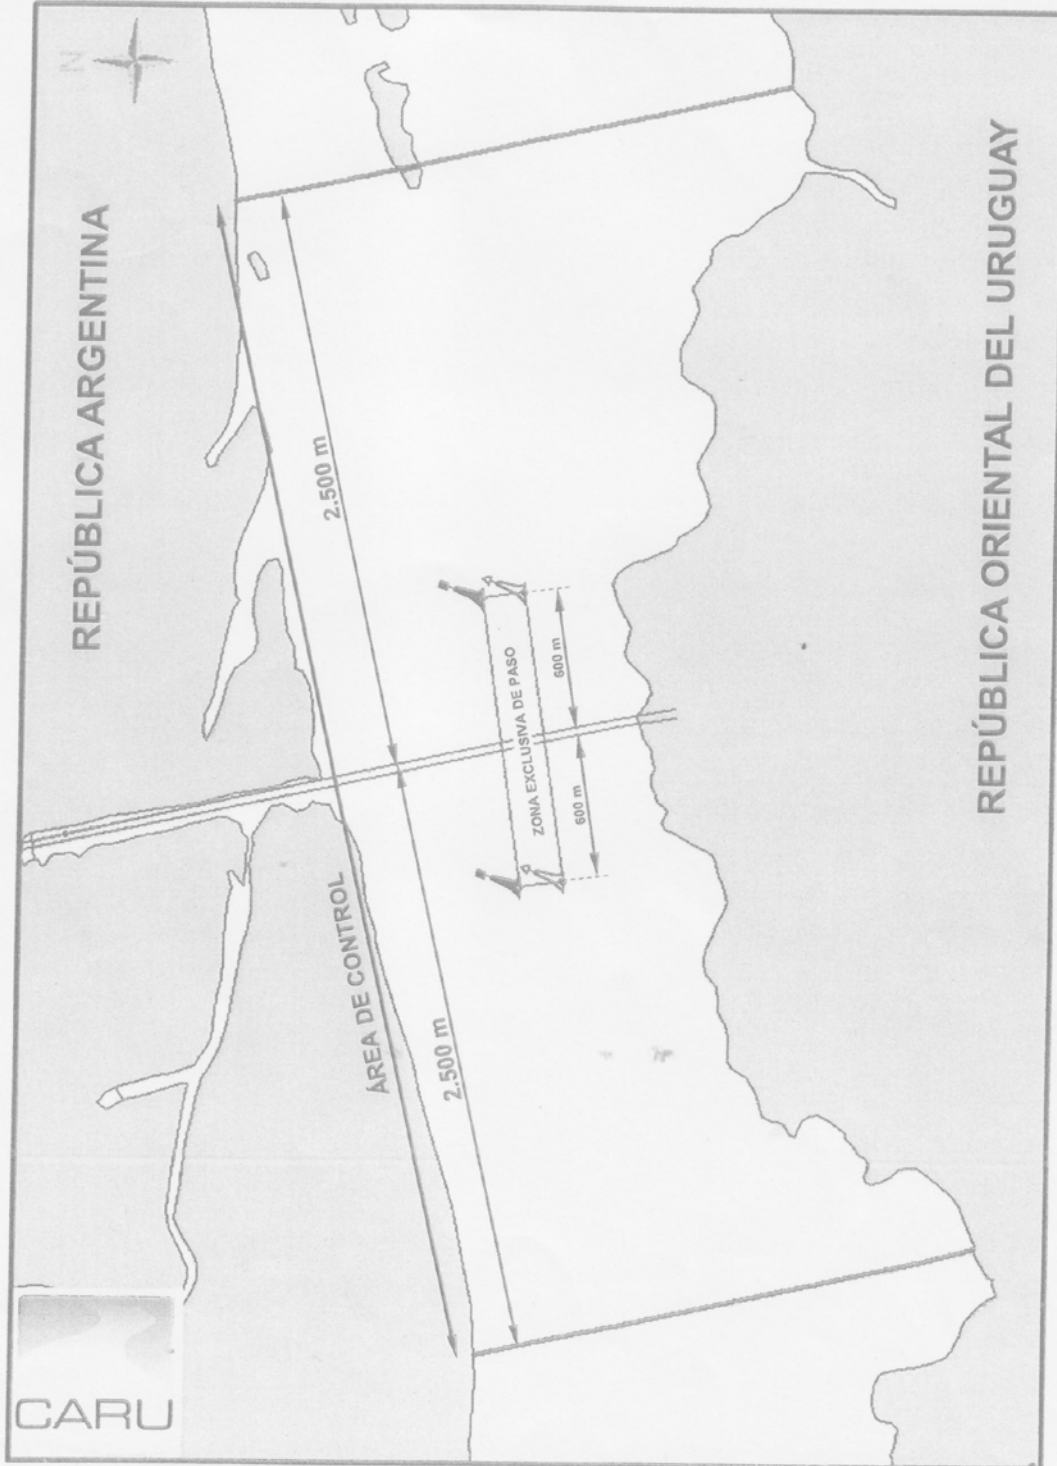 N
REPÚBLICA ARGENTINA
2.500 m
ZONA EXCLUSIVA DE PASO
600 m
600 m
ÁREA DE CONTROL
2.500 m
REPÚBLICA ORIENTAL DEL URUGUAY
CARU